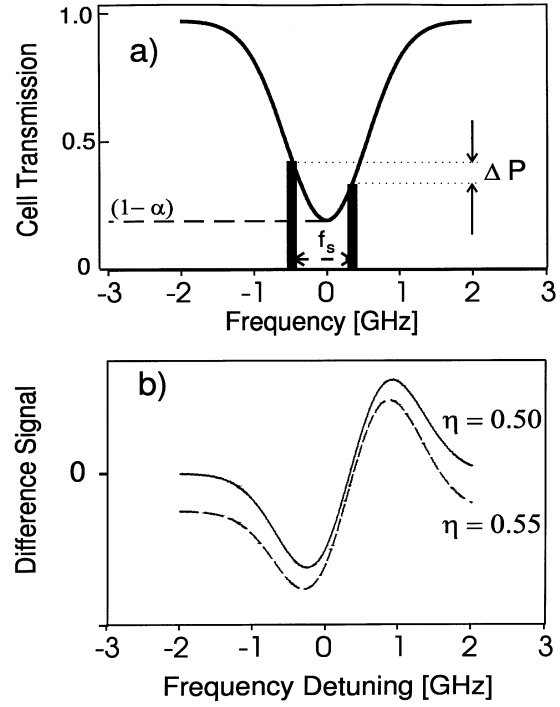 a)
Cell Transmission
1.0
0.5
0
(1-α)
f_s
Δ P
-3 -2 -1 0 1 2 3
Frequency [GHz]
b)
Difference Signal
0
η = 0.50
η = 0.55
-3 -2 -1 0 1 2 3
Frequency Detuning [GHz]